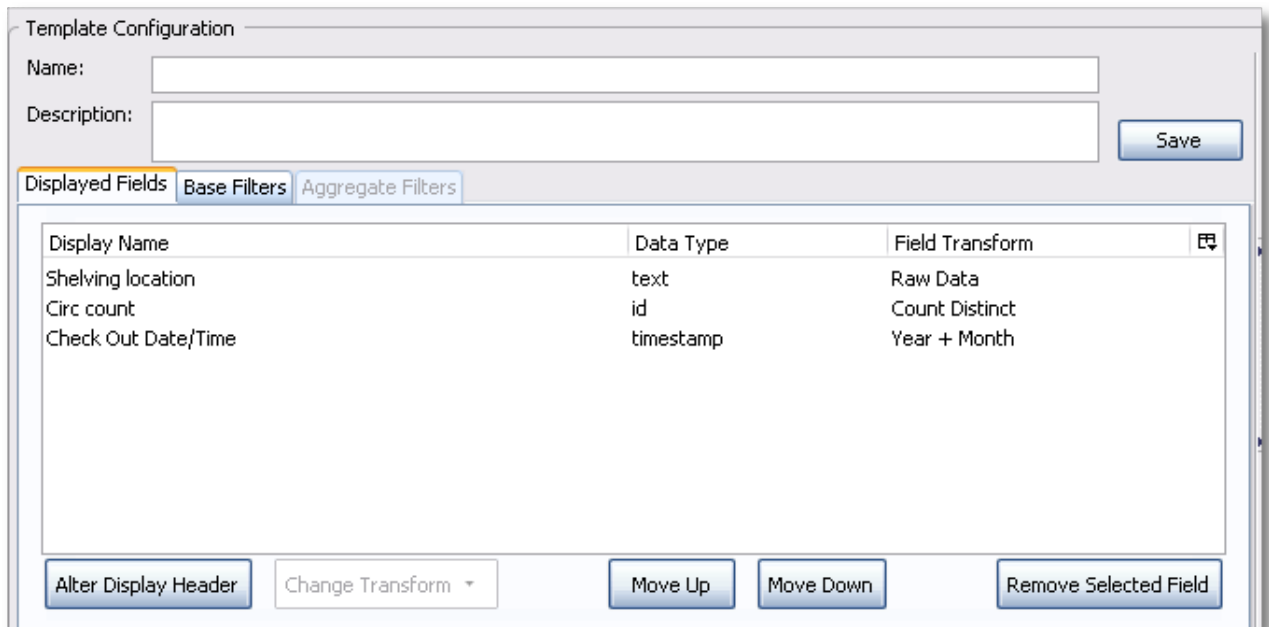 Template Configuration
Name:
Description:
Save
Displayed Fields Base Filters Aggregate Filters
Display Name Data Type Field Transform
Shelving location text Raw Data
Circ count id Count Distinct
Check Out Date/Time timestamp Year + Month
Alter Display Header Change Transform Move Up Move Down Remove Selected Field